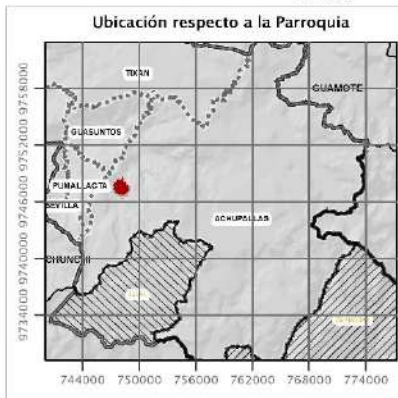 Ubicación respecto a la Parroquia
TIXAN
GUAMOTE
GUASUNTOS
PUMALLACTA
SEVILLA
ACHUPALLAS
CHUNCHI
9758000
9752000
9746000
9740000
9734000
744000 750000 756000 762000 768000 774000